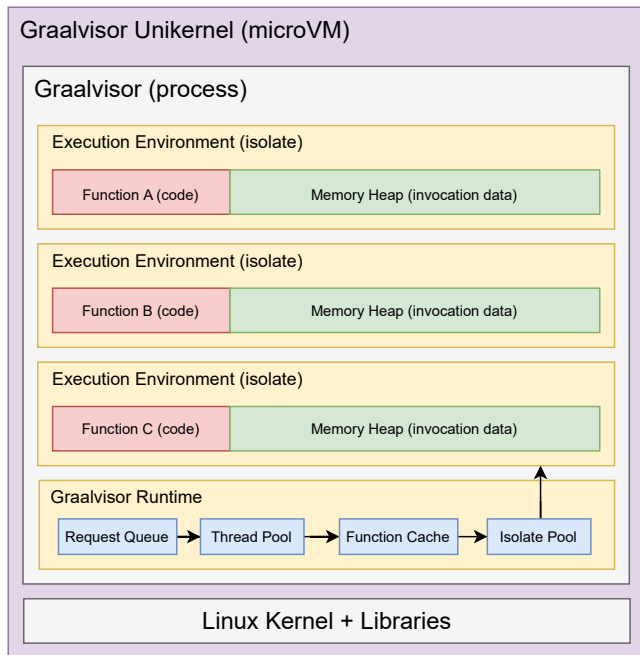 Graalvisor Unikernel (microVM)
Graalvisor (process)
Execution Environment (isolate)
Function A (code) Memory Heap (invocation data)
Execution Environment (isolate)
Function B (code) Memory Heap (invocation data)
Execution Environment (isolate)
Function C (code) Memory Heap (invocation data)
Graalvisor Runtime
Request Queue Thread Pool Function Cache Isolate Pool
Linux Kernel + Libraries